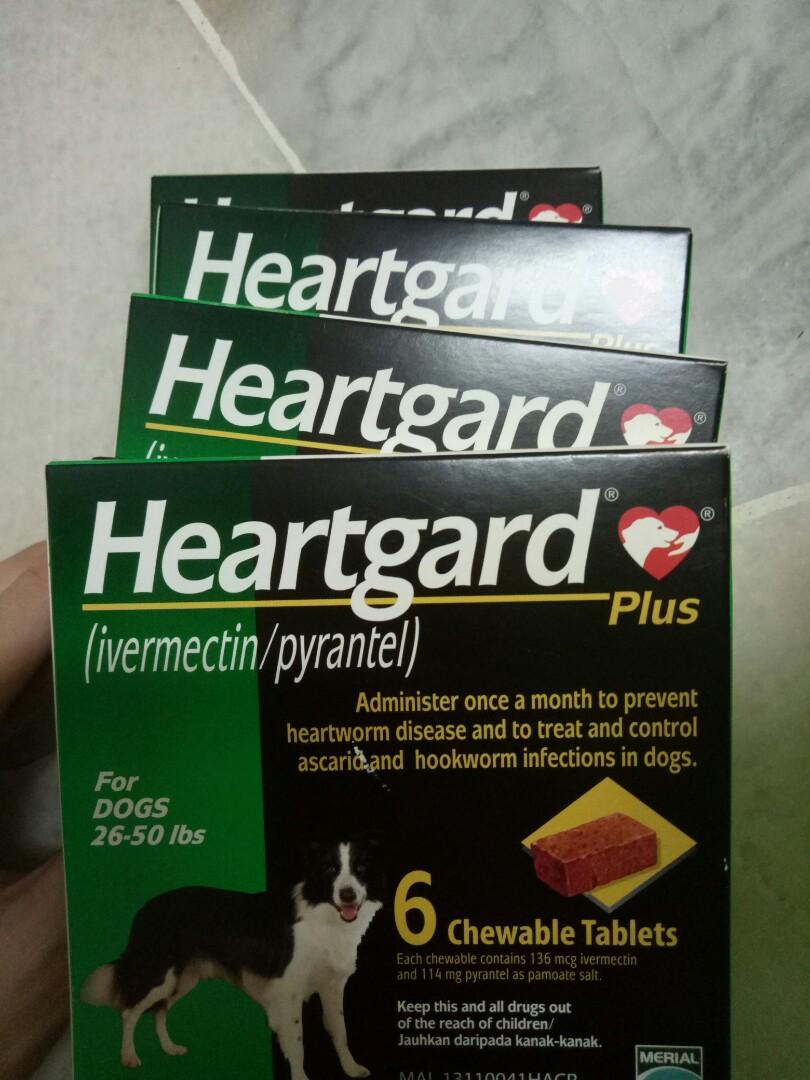 Heartgard®
®
Heartgard
Plus
Heartgard®
®
Heartgard®
®
Plus
(ivermectin/pyrantel)
Administer once a month to prevent
heartworm disease and to treat and control
ascarid and hookworm infections in dogs.
For
DOGS
26-50 lbs
6 Chewable Tablets
Each chewable contains 136 mcg ivermectin
and 114 mg pyrantel as pamoate salt.
Keep this and all drugs out
of the reach of children/
Jauhkan daripada kanak-kanak.
MAL 13110041HACR
MERIAL